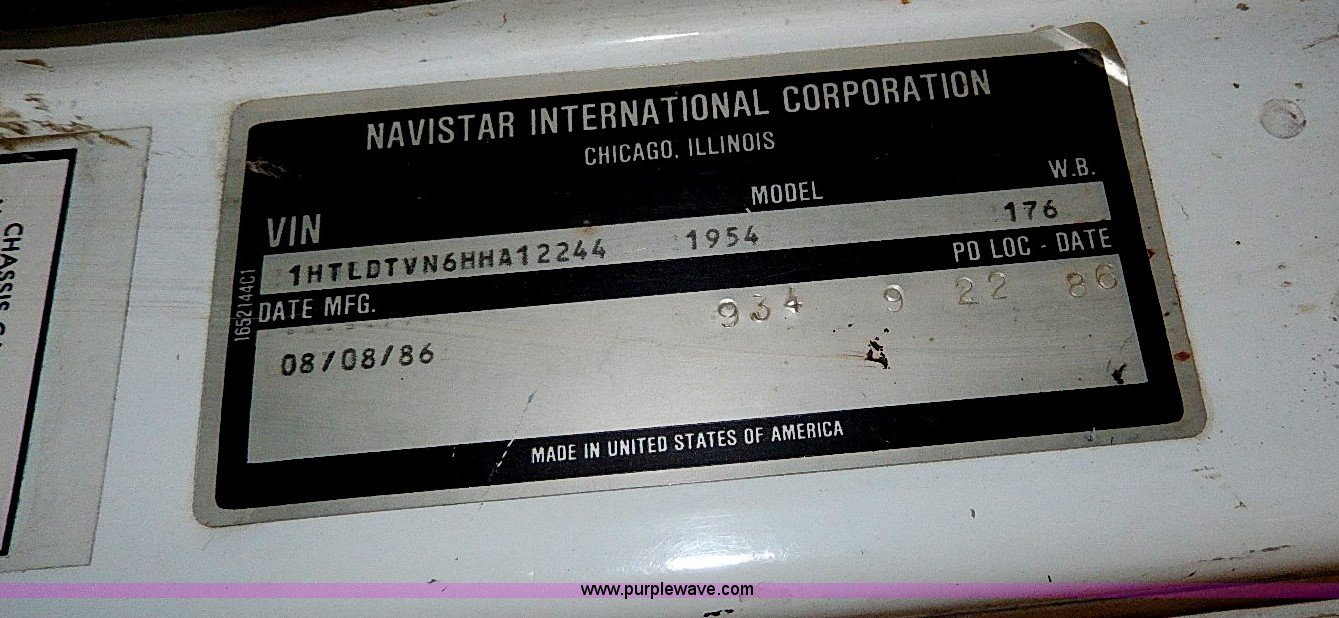 NAVISTAR INTERNATIONAL CORPORATION
CHICAGO, ILLINOIS
VIN MODEL W.B.
1HTLDTVN6HHA12244 1954 176
DATE MFG. PD LOC - DATE
934 9 22 86
08/08/86
MADE IN UNITED STATES OF AMERICA
1652144C1
CHASSIS
www.purplewave.com